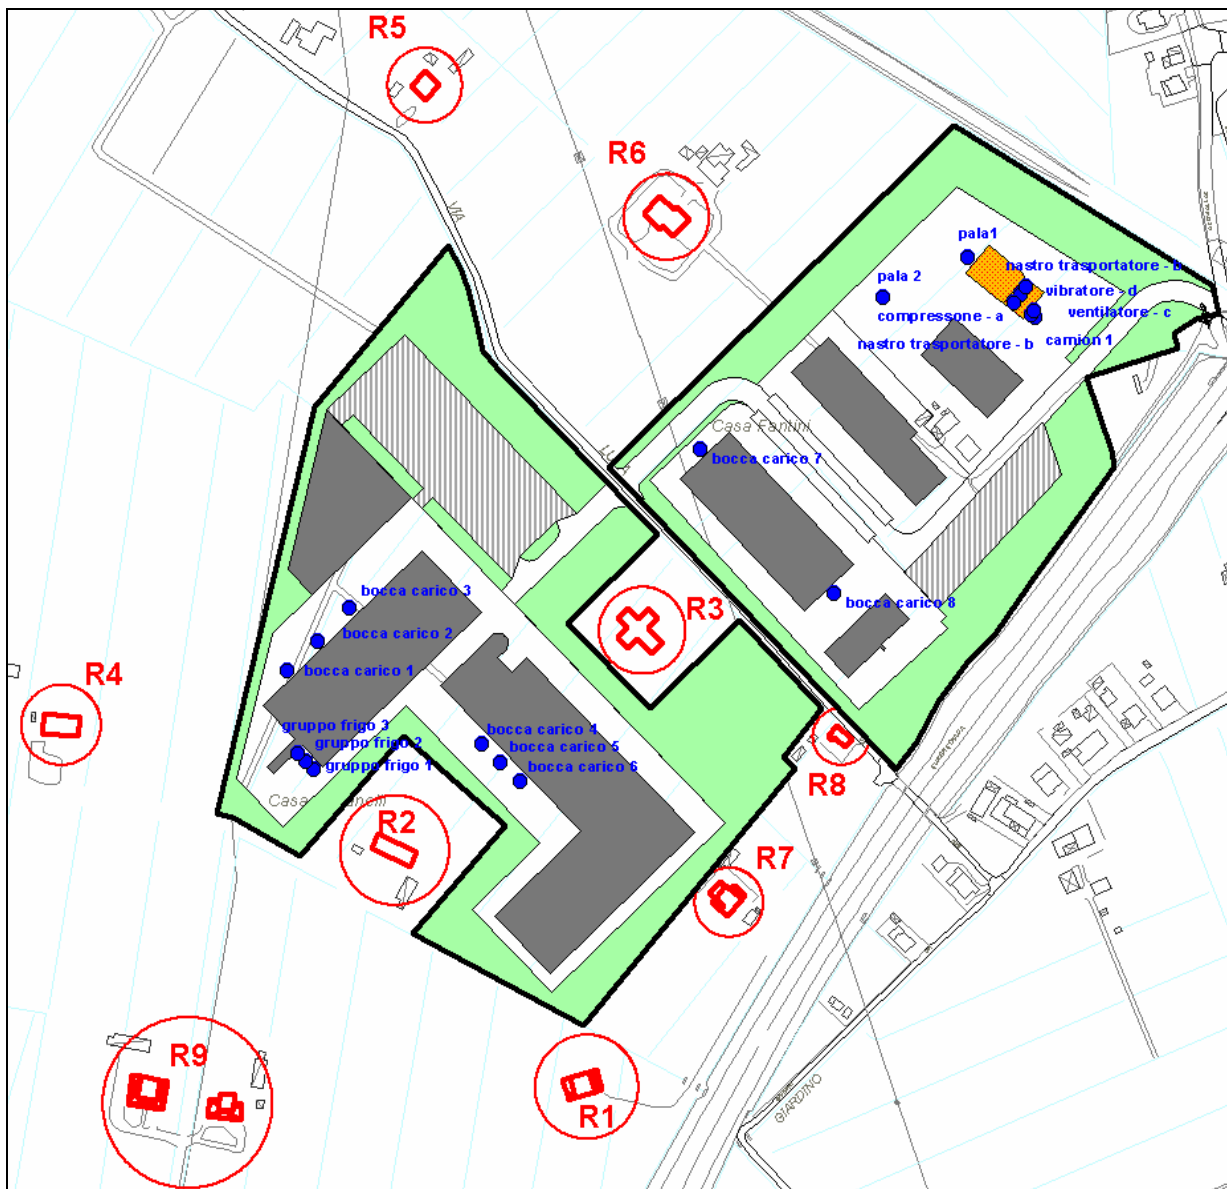 R5
R6
VIA
pala1
nastro trasportatore - b
pala 2
vibratore - d
compressone - a
ventilatore - c
nastro trasportatore - b
camion 1
Casa Fantini
bocca carico 7
bocca carico 3
bocca carico 8
R3
bocca carico 2
bocca carico 1
R4
gruppo frigo 3
gruppo frigo 2
gruppo frigo 1
bocca carico 4
bocca carico 5
bocca carico 6
R8
Casa
R2
R7
R9
R1
GIARDINO